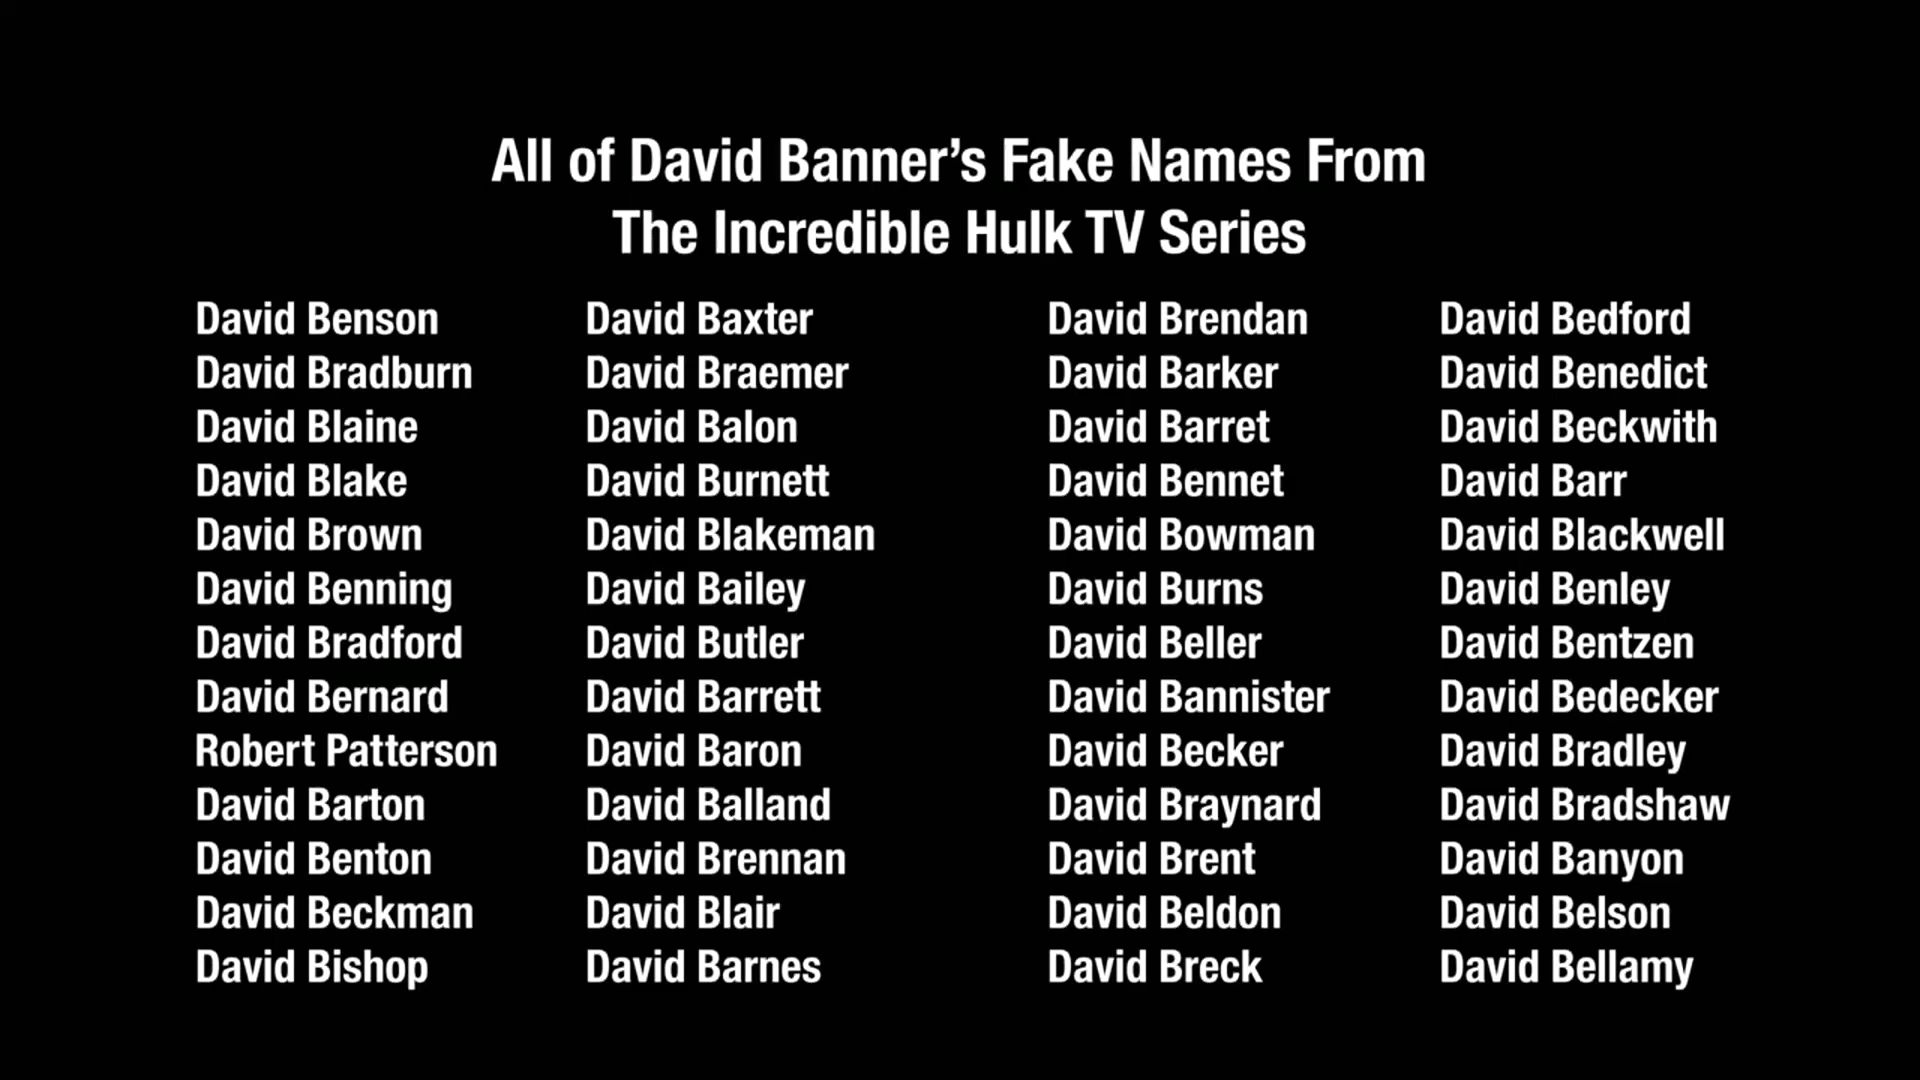 All of David Banner’s Fake Names From
The Incredible Hulk TV Series
David Benson
David Bradburn
David Blaine
David Blake
David Brown
David Benning
David Bradford
David Bernard
Robert Patterson
David Barton
David Benton
David Beckman
David Bishop
David Baxter
David Braemer
David Balon
David Burnett
David Blakeman
David Bailey
David Butler
David Barrett
David Baron
David Balland
David Brennan
David Blair
David Barnes
David Brendan
David Barker
David Barret
David Bennet
David Bowman
David Burns
David Beller
David Bannister
David Becker
David Braynard
David Brent
David Beldon
David Breck
David Bedford
David Benedict
David Beckwith
David Barr
David Blackwell
David Benley
David Bentzen
David Bedecker
David Bradley
David Bradshaw
David Banyon
David Belson
David Bellamy